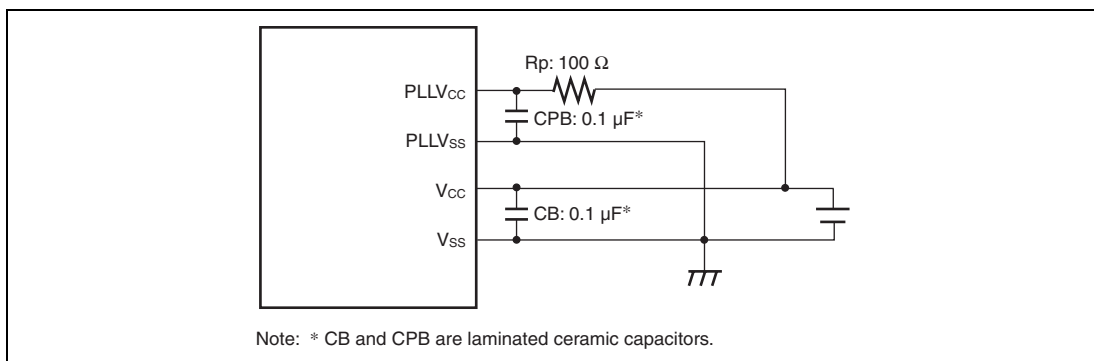 Rp: 100 Ω
PLLVCC
CPB: 0.1 µF*
PLLVSS
VCC
CB: 0.1 µF*
VSS
Note: * CB and CPB are laminated ceramic capacitors.